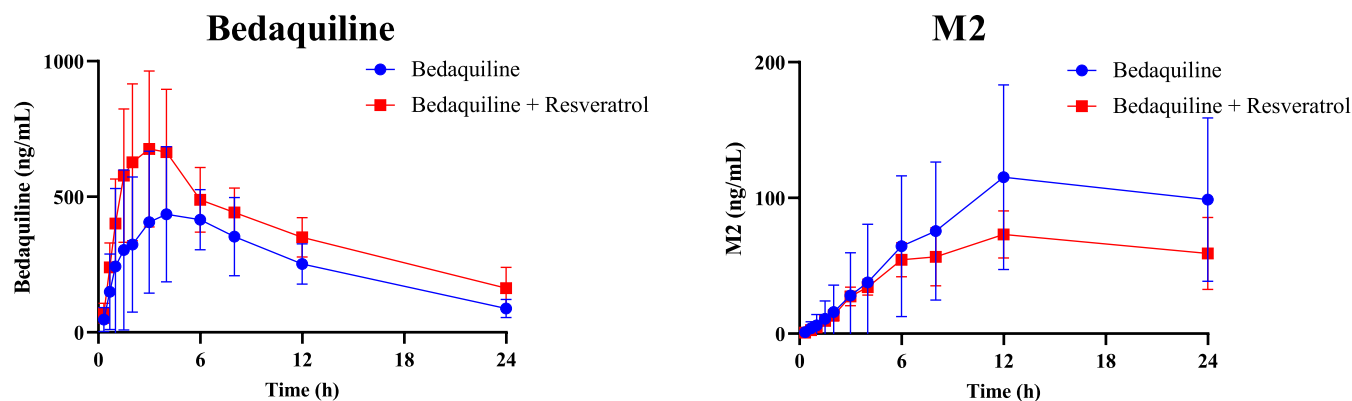 Bedaquiline
Bedaquiline (ng/mL)
1000
500
0
0
6
12
18
24
Time (h)
Bedaquiline
Bedaquiline + Resveratrol
M2
M2 (ng/mL)
200
100
0
0
6
12
18
24
Time (h)
Bedaquiline
Bedaquiline + Resveratrol